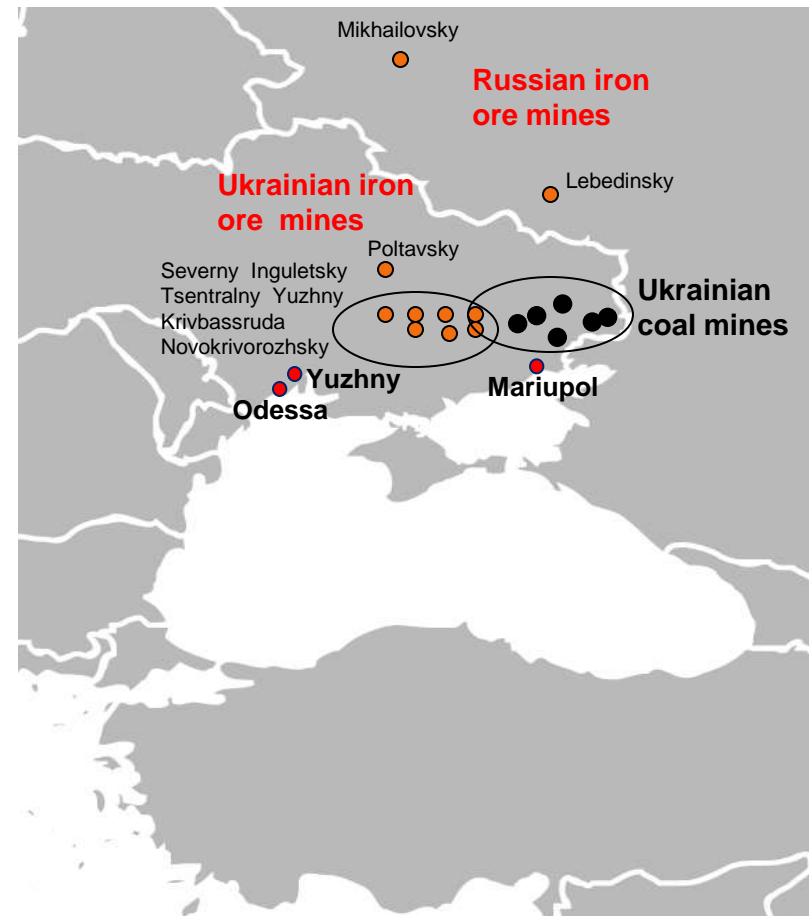 Mikhailovsky
Russian iron
ore mines
Lebedinsky
Ukrainian iron
ore mines
Poltavsky
Severny Inguletsky
Tsentralny Yuzhny
Krivbassruda
Novokrivorozhsky
Ukrainian
coal mines
Yuzhny
Mariupol
Odessa